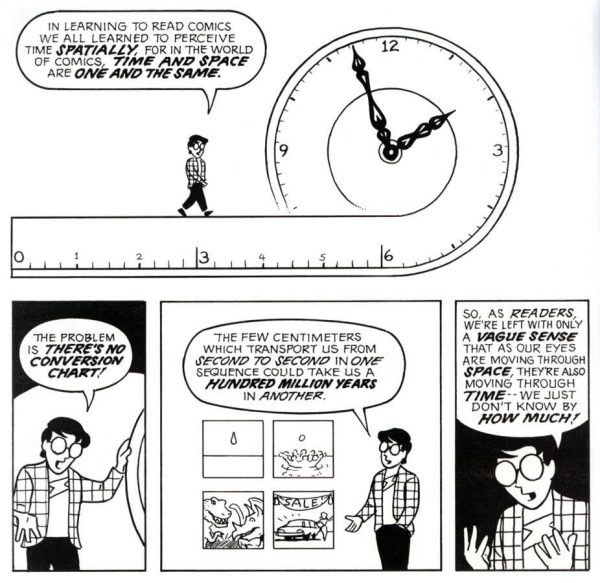 IN LEARNING TO READ COMICS
WE ALL LEARNED TO PERCEIVE
TIME SPATIALLY, FOR IN THE WORLD
OF COMICS, TIME AND SPACE
ARE ONE AND THE SAME.
12
9
3
6
0
1
2
3
4
5
THE PROBLEM
IS THERE'S NO
CONVERSION
CHART!
THE FEW CENTIMETERS
WHICH TRANSPORT US FROM
SECOND TO SECOND IN ONE
SEQUENCE COULD TAKE US A
HUNDRED MILLION YEARS
IN ANOTHER.
SALE
SO, AS READERS,
WE'RE LEFT WITH ONLY
A VAGUE SENSE
THAT AS OUR EYES
ARE MOVING THROUGH
SPACE, THEY'RE ALSO
MOVING THROUGH
TIME-- WE JUST
DON'T KNOW BY
HOW MUCH!